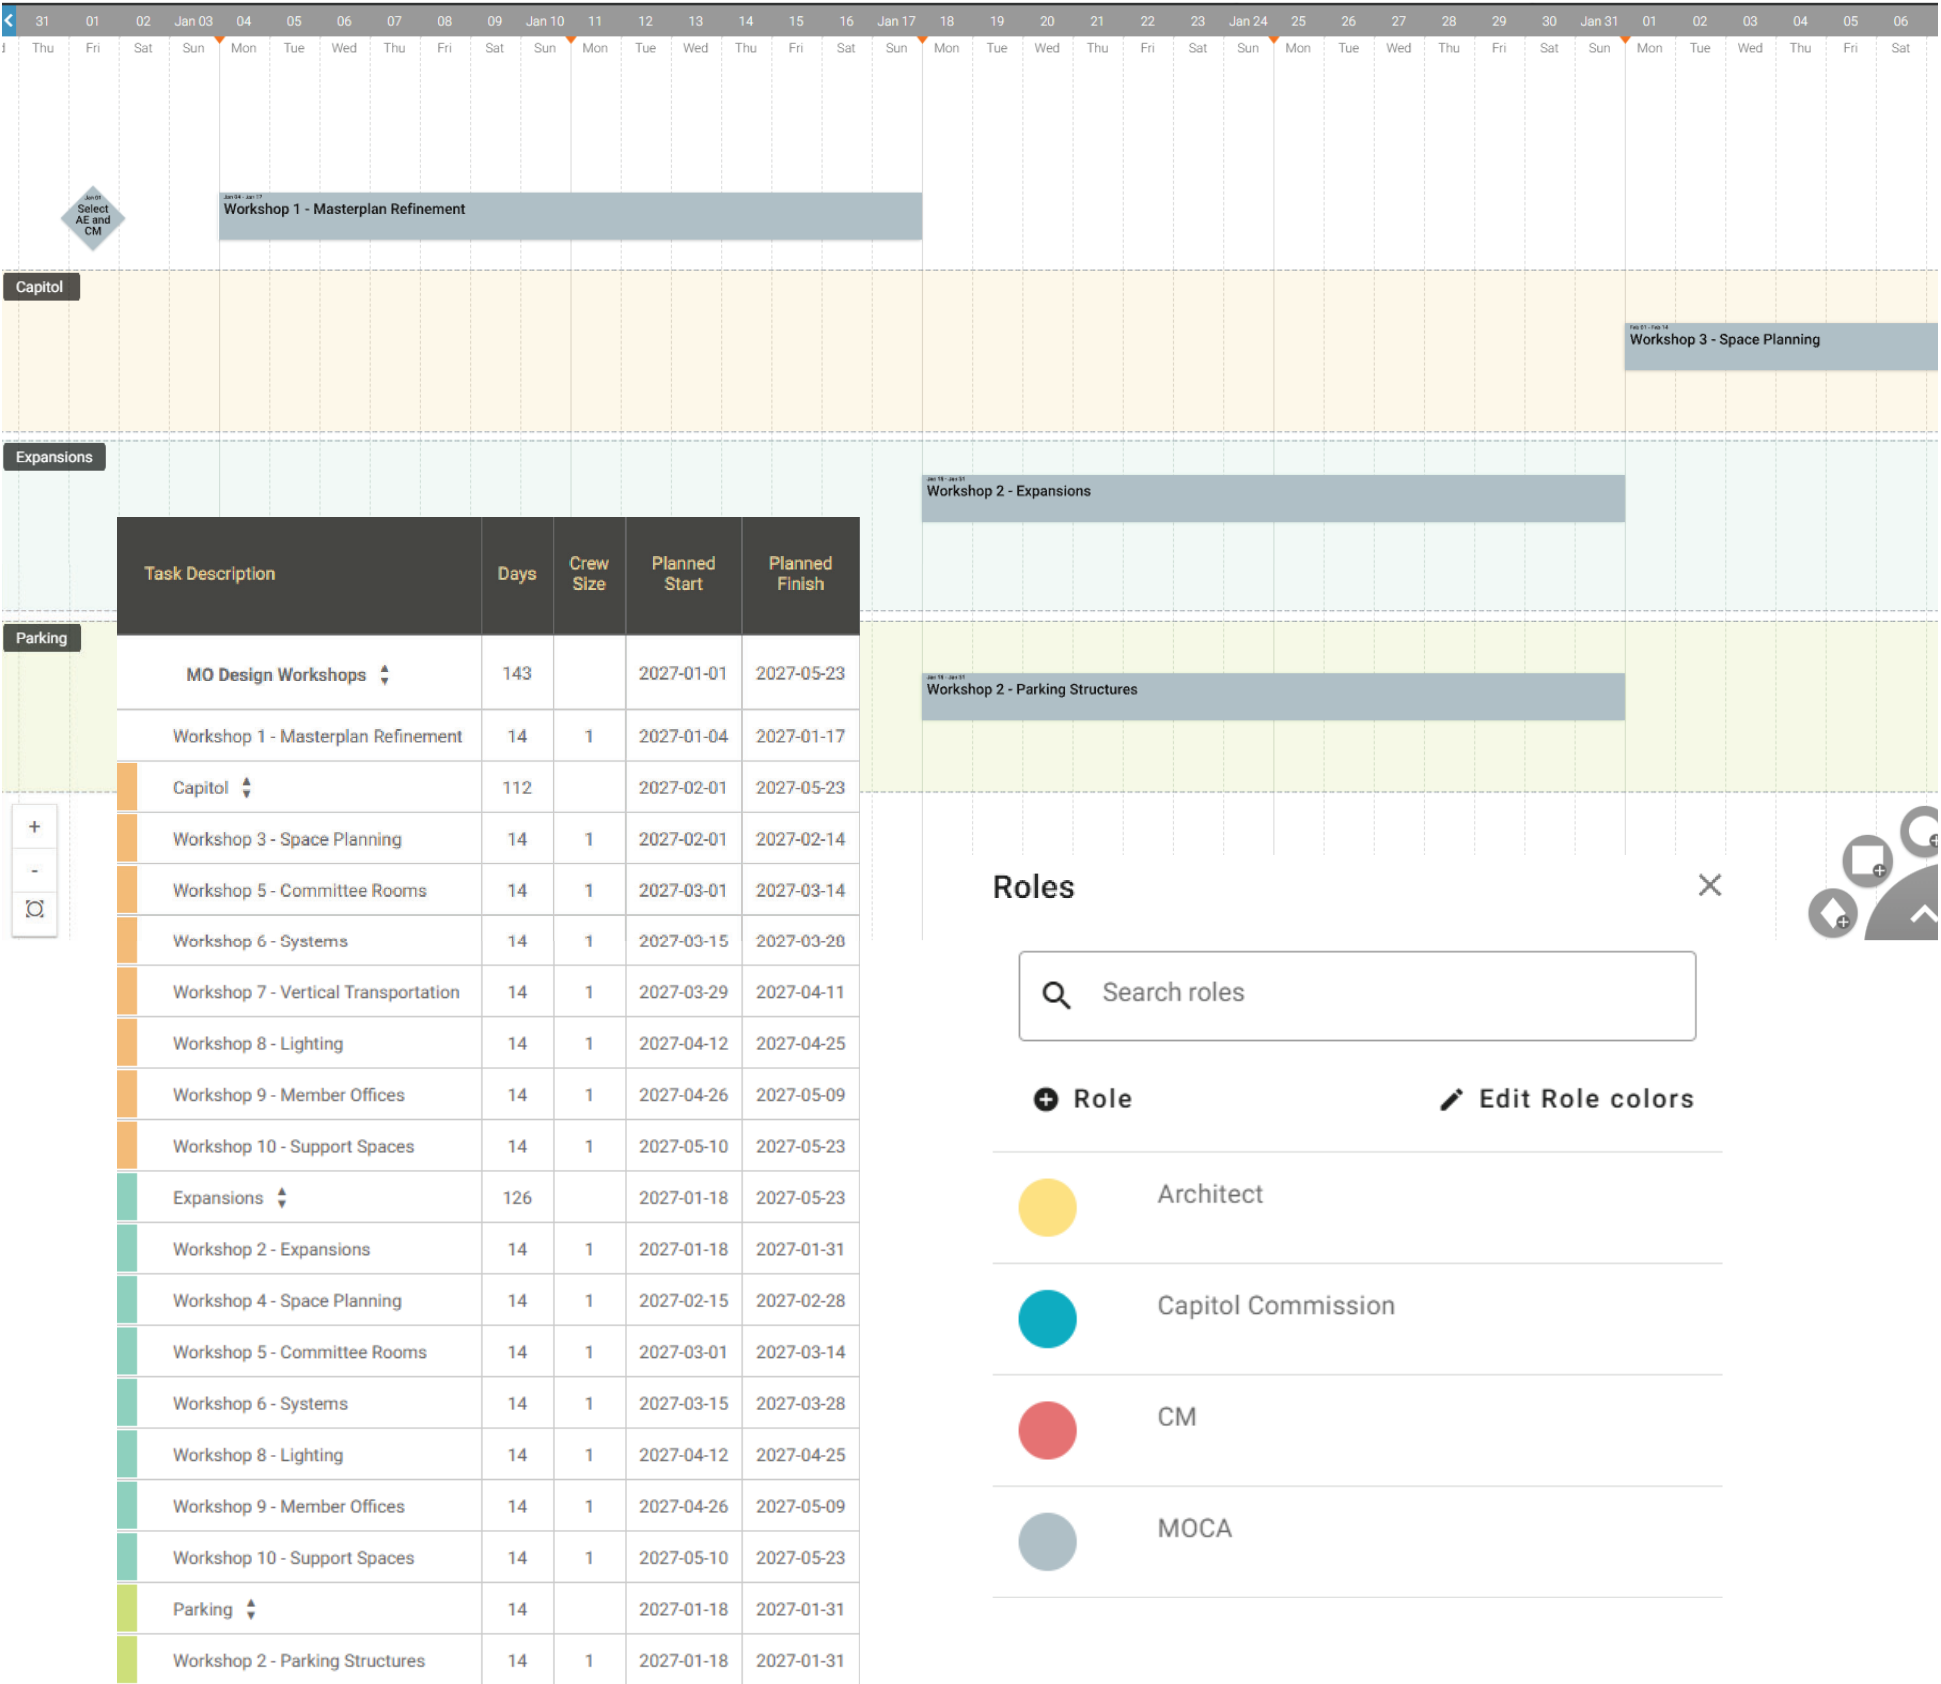 31 01 02 Jan 03 04 05 06 07 08 09 Jan 10 11 12 13 14 15 16 Jan 17 18 19 20 21 22 23 Jan 24 25 26 27 28 29 30 Jan 31 01 02 03 04 05 06
Thu Fri Sat Sun Mon Tue Wed Thu Fri Sat Sun Mon Tue Wed Thu Fri Sat Sun Mon Tue Wed Thu Fri Sat Sun Mon Tue Wed Thu Fri Sat Sun Mon Tue Wed Thu Fri Sat
Jan 01
Select
AE and
CM
Jan 04 - Jan 17
Workshop 1 - Masterplan Refinement
Capitol
Feb 01 - Feb 14
Workshop 3 - Space Planning
Expansions
Jan 18 - Jan 31
Workshop 2 - Expansions
Parking
Jan 18 - Jan 31
Workshop 2 - Parking Structures
+
-
Task Description Days Crew Size Planned Start Planned Finish
MO Design Workshops 143 2027-01-01 2027-05-23
Workshop 1 - Masterplan Refinement 14 1 2027-01-04 2027-01-17
Capitol 112 2027-02-01 2027-05-23
Workshop 3 - Space Planning 14 1 2027-02-01 2027-02-14
Workshop 5 - Committee Rooms 14 1 2027-03-01 2027-03-14
Workshop 6 - Systems 14 1 2027-03-15 2027-03-28
Workshop 7 - Vertical Transportation 14 1 2027-03-29 2027-04-11
Workshop 8 - Lighting 14 1 2027-04-12 2027-04-25
Workshop 9 - Member Offices 14 1 2027-04-26 2027-05-09
Workshop 10 - Support Spaces 14 1 2027-05-10 2027-05-23
Expansions 126 2027-01-18 2027-05-23
Workshop 2 - Expansions 14 1 2027-01-18 2027-01-31
Workshop 4 - Space Planning 14 1 2027-02-15 2027-02-28
Workshop 5 - Committee Rooms 14 1 2027-03-01 2027-03-14
Workshop 6 - Systems 14 1 2027-03-15 2027-03-28
Workshop 8 - Lighting 14 1 2027-04-12 2027-04-25
Workshop 9 - Member Offices 14 1 2027-04-26 2027-05-09
Workshop 10 - Support Spaces 14 1 2027-05-10 2027-05-23
Parking 14 2027-01-18 2027-01-31
Workshop 2 - Parking Structures 14 1 2027-01-18 2027-01-31
Roles
Search roles
Role Edit Role colors
Architect
Capitol Commission
CM
MOCA